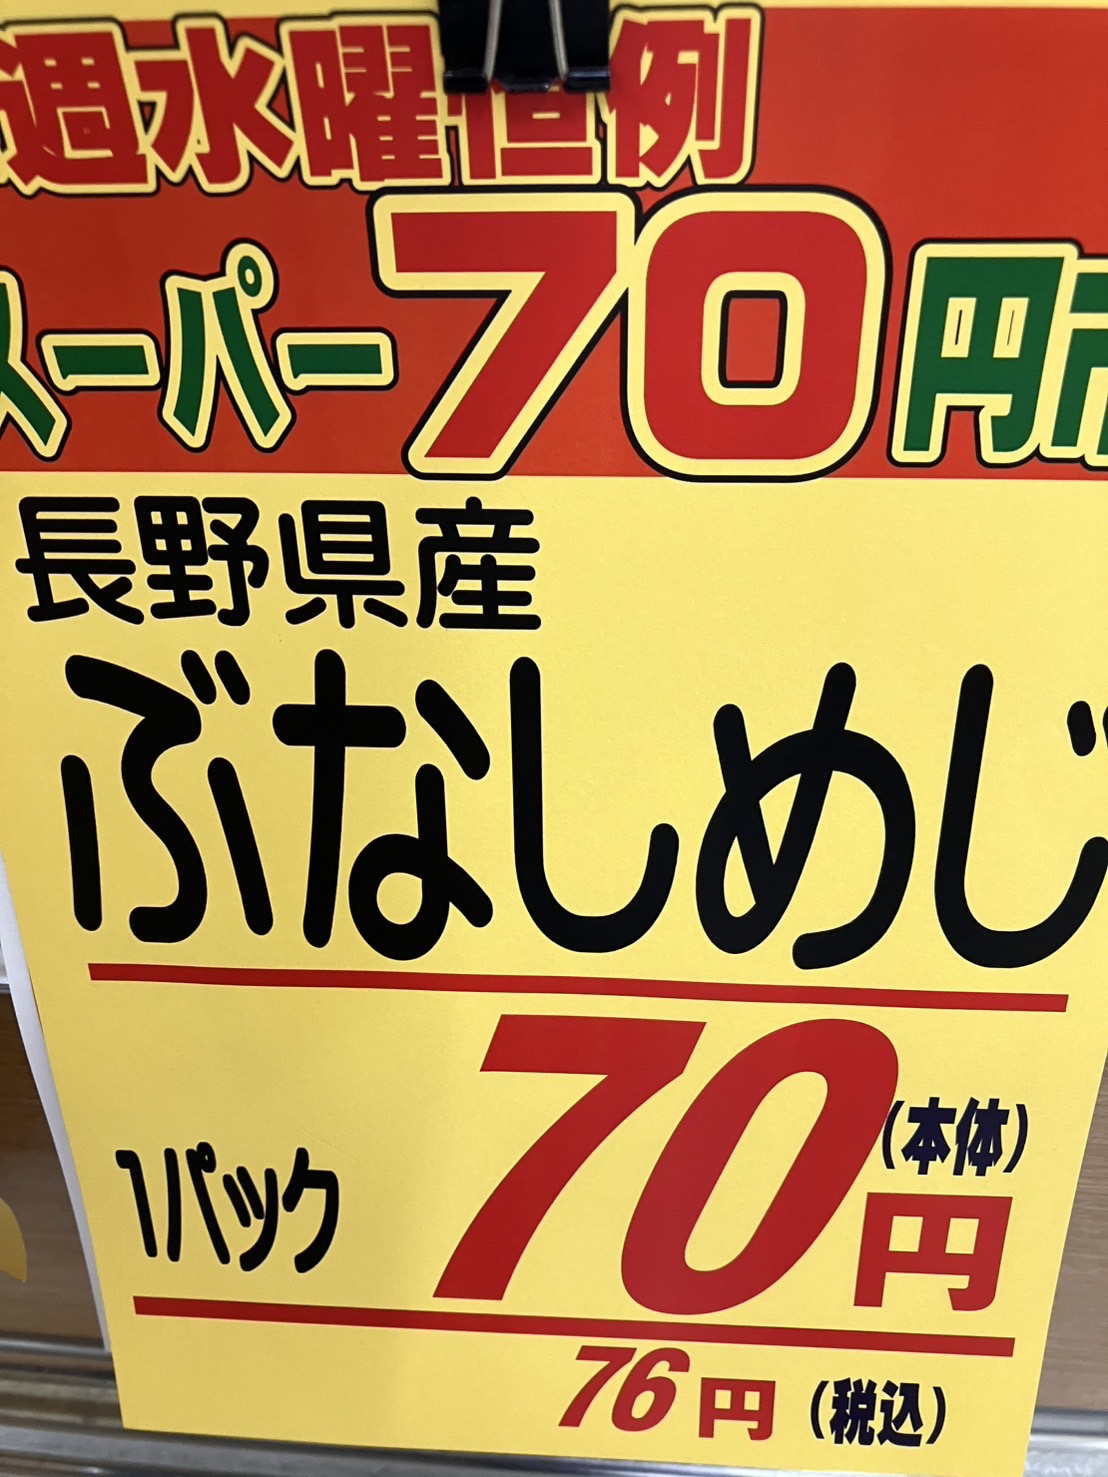 週水曜恒例
スーパー70円市
長野県産
ぶなしめじ
1パック 70円(本体)
76円(税込)